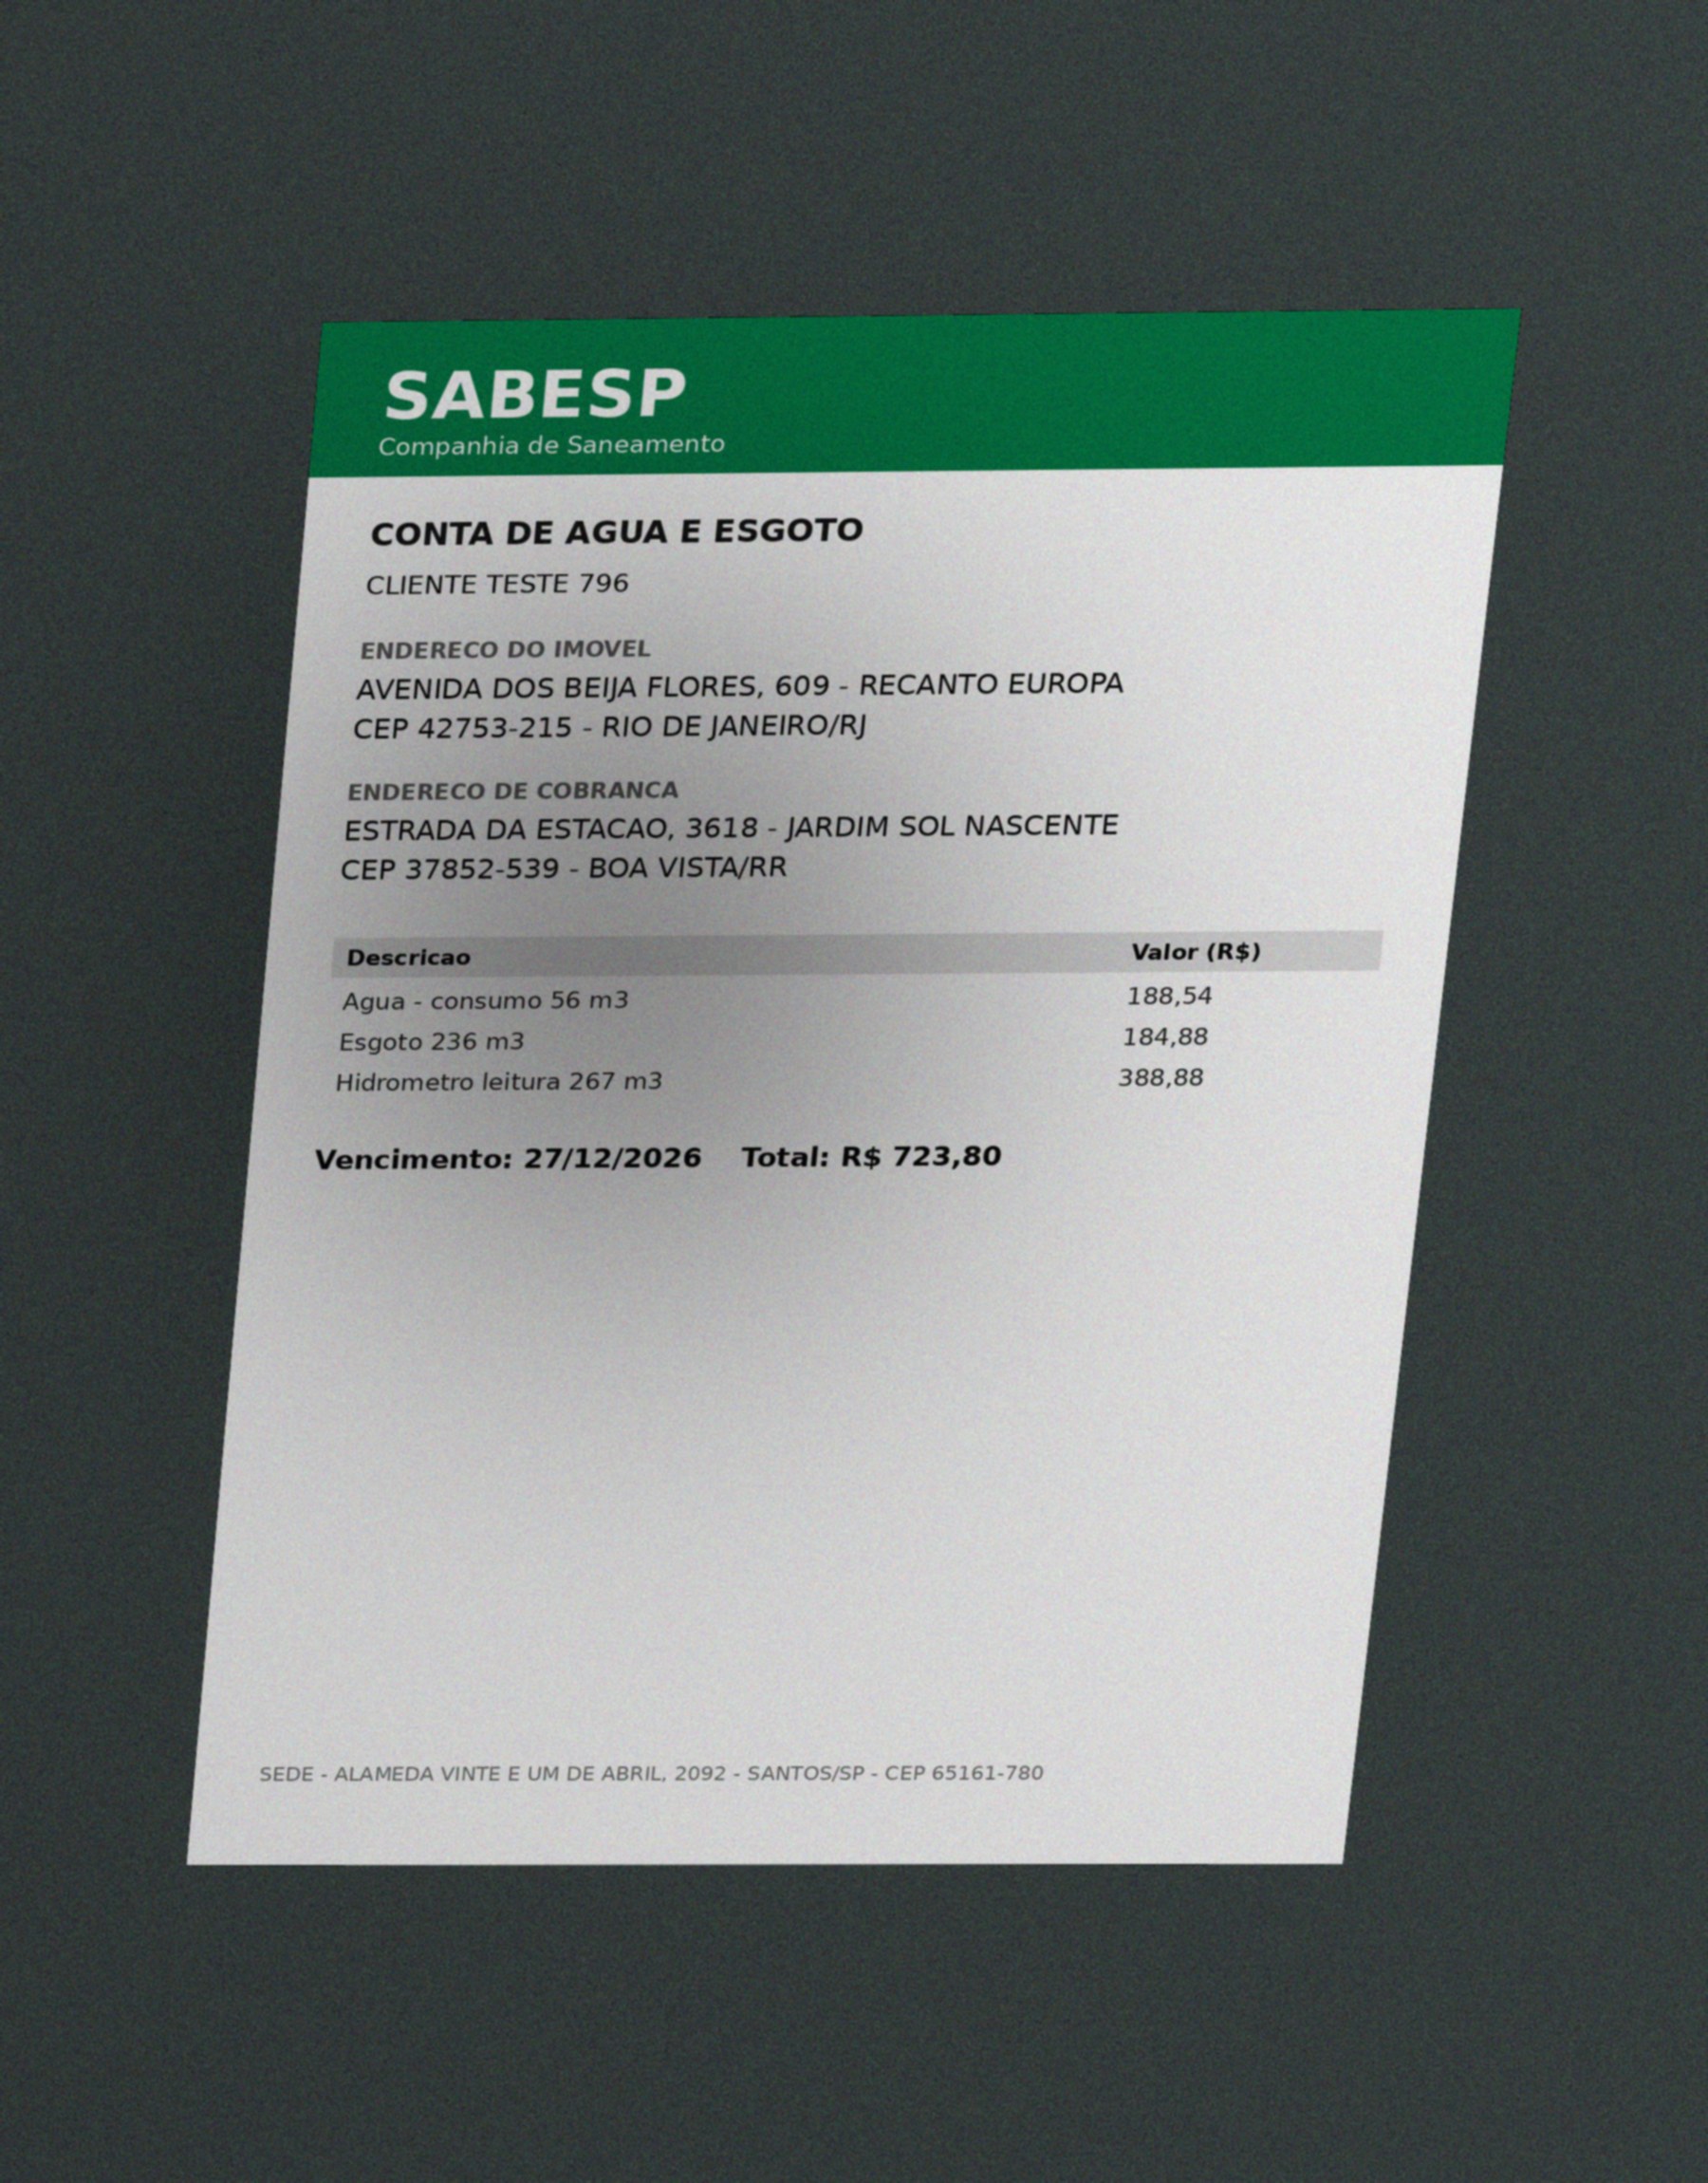 SABESP
Companhia de Saneamento
CONTA DE AGUA E ESGOTO
CLIENTE TESTE 796
ENDERECO DO IMOVEL
AVENIDA DOS BEIJA FLORES, 609 - RECANTO EUROPA
CEP 42753-215 - RIO DE JANEIRO/RJ
ENDERECO DE COBRANCA
ESTRADA DA ESTACAO, 3618 - JARDIM SOL NASCENTE
CEP 37852-539 - BOA VISTA/RR
Descricao Valor (R$)
Agua - consumo 56 m3 188,54
Esgoto 236 m3 184,88
Hidrometro leitura 267 m3 388,88
Vencimento: 27/12/2026 Total: R$ 723,80
SEDE - ALAMEDA VINTE E UM DE ABRIL, 2092 - SANTOS/SP - CEP 65161-780